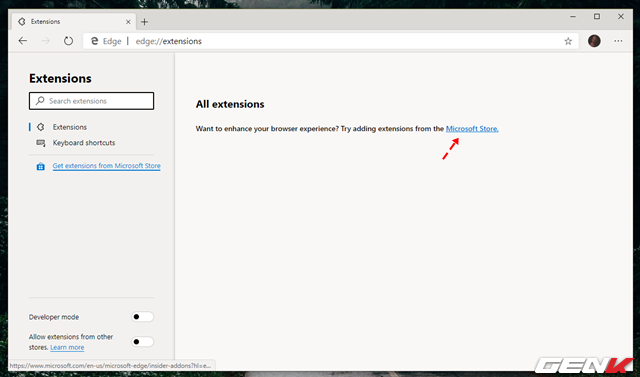 Extensions
Edge | edge://extensions
Extensions
Search extensions
Extensions
Keyboard shortcuts
Get extensions from Microsoft Store
All extensions
Want to enhance your browser experience? Try adding extensions from the Microsoft Store.
Developer mode
Allow extensions from other
stores. Learn more
https://www.microsoft.com/en-us/microsoft-edge/insider-addons?hl=e...
GENK